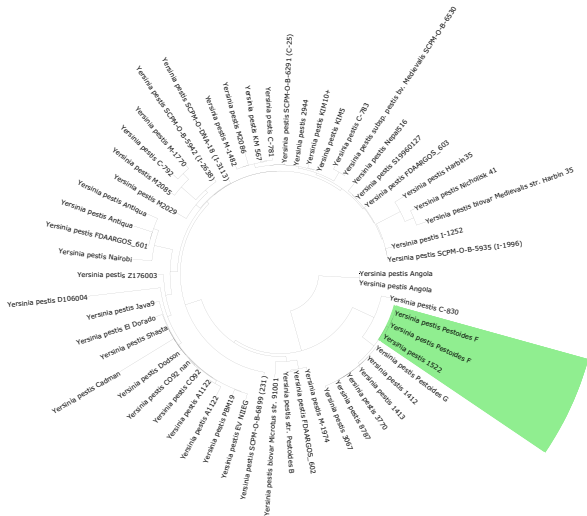 Yersinia pestis SCPM-O-B-6291 (C-25)
Yersinia pestis 2944
Yersinia pestis KIM10+
Yersinia pestis KIM5
Yersinia pestis C-783
Yersinia pestis subsp. pestis bv. Medievalis SCPM-O-B-6530
Yersinia pestis Nepal516
Yersinia pestis S19960127
Yersinia pestis FDAARGOS_603
Yersinia pestis Harbin35
Yersinia pestis Nicholisk 41
Yersinia pestis biovar Medievalis str. Harbin 35
Yersinia pestis I-1252
Yersinia pestis SCPM-O-B-5935 (I-1996)
Yersinia pestis Angola
Yersinia pestis Angola
Yersinia pestis C-830
Yersinia pestis Pestoides F
Yersinia pestis Pestoides F
Yersinia pestis 1522
Yersinia pestis Pestoides G
Yersinia pestis 1412
Yersinia pestis 1413
Yersinia pestis 3770
Yersinia pestis 8787
Yersinia pestis 3067
Yersinia pestis M-1974
Yersinia pestis FDAARGOS_602
Yersinia pestis str. Pestoides B
Yersinia pestis biovar Microtus str. 91001
Yersinia pestis SCPM-O-B-6899 (231)
Yersinia pestis EV NIIEG
Yersinia pestis PBM19
Yersinia pestis A1122
Yersinia pestis A1122
Yersinia pestis CO92
Yersinia pestis CO92_nan
Yersinia pestis Dodson
Yersinia pestis Cadman
Yersinia pestis Shasta
Yersinia pestis El Dorado
Yersinia pestis Java9
Yersinia pestis D106004
Yersinia pestis Z176003
Yersinia pestis Nairobi
Yersinia pestis FDAARGOS_601
Yersinia pestis Antiqua
Yersinia pestis Antiqua
Yersinia pestis M2029
Yersinia pestis M2085
Yersinia pestis C-792
Yersinia pestis M-1770
Yersinia pestis SCPM-O-B-5942 (I-2638)
Yersinia pestis SCPM-O-DNA-18 (I-3113)
Yersinia pestis M-1482
Yersinia pestis M2086
Yersinia pestis KM 567
Yersinia pestis C-781